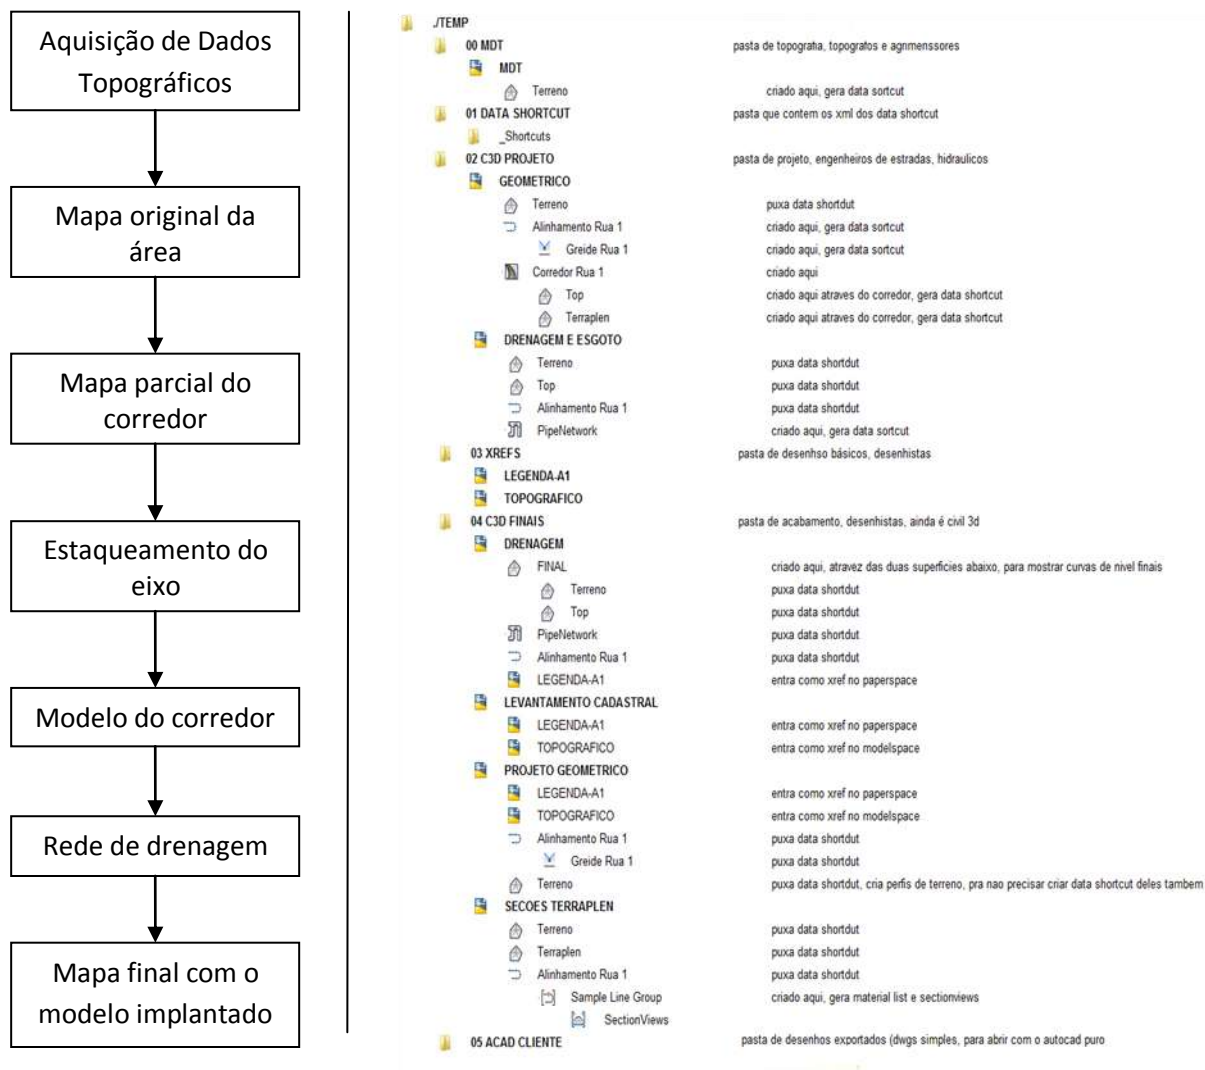 Aquisição de Dados
Topográficos
Mapa original da
área
Mapa parcial do
corredor
Estaqueamento do
eixo
Modelo do corredor
Rede de drenagem
Mapa final com o
modelo implantado
./TEMP
00 MDT pasta de topografia, topografos e agrimenssores
MDT
Terreno criado aqui, gera data sortcut
01 DATA SHORTCUT pasta que contem os xml dos data shortcut
_Shortcuts
02 C3D PROJETO pasta de projeto, engenheiros de estradas, hidraulicos
GEOMETRICO
Terreno puxa data shortdut
Alinhamento Rua 1 criado aqui, gera data sortcut
Greide Rua 1 criado aqui, gera data sortcut
Corredor Rua 1 criado aqui
Top criado aqui atraves do corredor, gera data shortcut
Terraplen criado aqui atraves do corredor, gera data shortcut
DRENAGEM E ESGOTO
Terreno puxa data shortdut
Top puxa data shortdut
Alinhamento Rua 1 puxa data shortdut
PipeNetwork criado aqui, gera data sortcut
03 XREFS pasta de desenhso básicos, desenhistas
LEGENDA-A1
TOPOGRAFICO
04 C3D FINAIS pasta de acabamento, desenhistas, ainda é civil 3d
DRENAGEM
FINAL criado aqui, atravez das duas superficies abaixo, para mostrar curvas de nivel finais
Terreno puxa data shortdut
Top puxa data shortdut
PipeNetwork puxa data shortdut
Alinhamento Rua 1 puxa data shortdut
LEGENDA-A1 entra como xref no paperspace
LEVANTAMENTO CADASTRAL
LEGENDA-A1 entra como xref no paperspace
TOPOGRAFICO entra como xref no modelspace
PROJETO GEOMETRICO
LEGENDA-A1 entra como xref no paperspace
TOPOGRAFICO entra como xref no modelspace
Alinhamento Rua 1 puxa data shortdut
Greide Rua 1 puxa data shortdut
Terreno puxa data shortdut, cria perfis de terreno, pra nao precisar criar data shortcut deles tambem
SECOES TERRAPLEN
Terreno puxa data shortdut
Terraplen puxa data shortdut
Alinhamento Rua 1 puxa data shortdut
Sample Line Group criado aqui, gera material list e sectionviews
SectionViews
05 ACAD CLIENTE pasta de desenhos exportados (dwgs simples, para abrir com o autocad puro